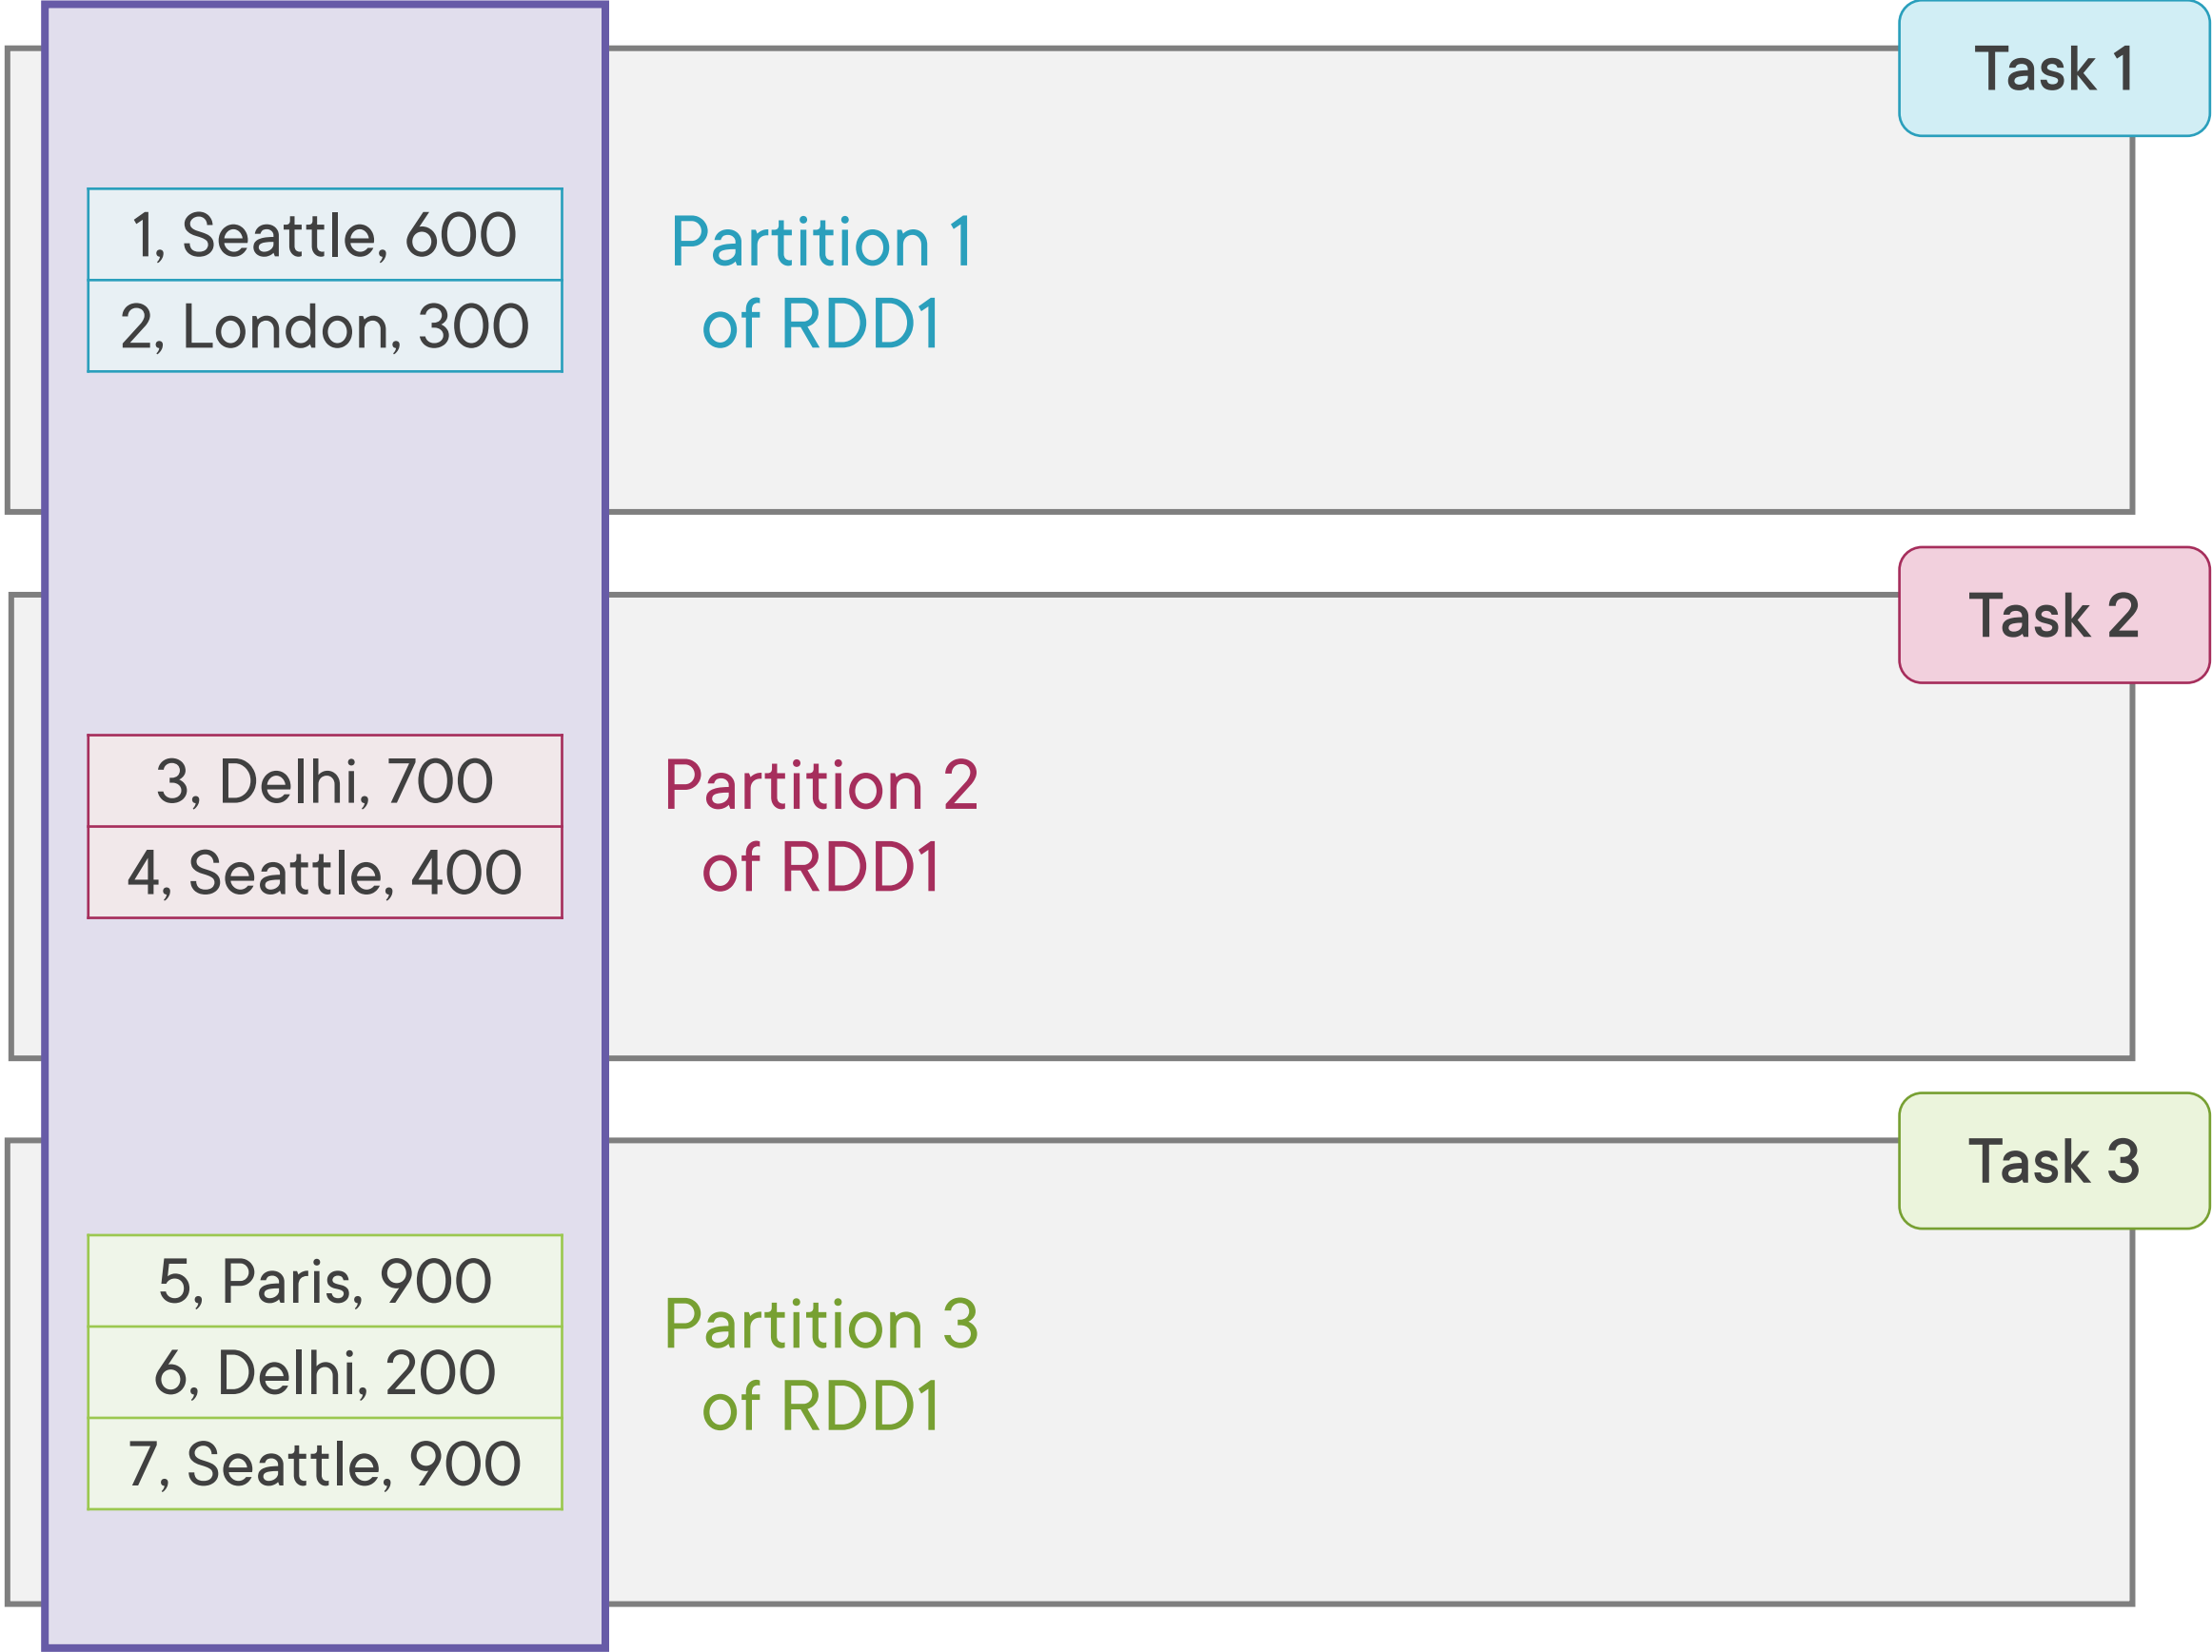 Task 1
1, Seattle, 600
2, London, 300
Partition 1
of RDD1
Task 2
3, Delhi, 700
4, Seattle, 400
Partition 2
of RDD1
Task 3
5, Paris, 900
6, Delhi, 200
7, Seattle, 900
Partition 3
of RDD1